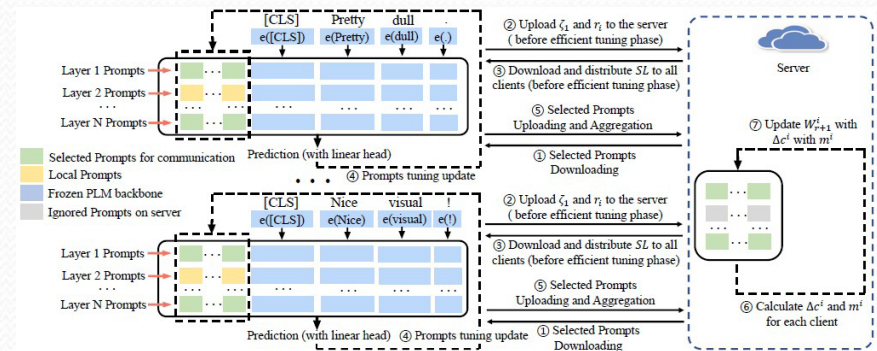 [CLS] Pretty dull .
e([CLS]) e(Pretty) e(dull) e(.)
Layer 1 Prompts
Layer 2 Prompts
...
Layer N Prompts
Prediction (with linear head)
④ Prompts tuning update
② Upload ζ₁ and rᵢ to the server
( before efficient tuning phase)
③ Download and distribute SL to all
clients (before efficient tuning phase)
⑤ Selected Prompts
Uploading and Aggregation
① Selected Prompts
Downloading
Selected Prompts for communication
Local Prompts
Frozen PLM backbone
Ignored Prompts on server
[CLS] Nice visual !
e([CLS]) e(Nice) e(visual) e(!)
Layer 1 Prompts
Layer 2 Prompts
...
Layer N Prompts
Prediction (with linear head)
④ Prompts tuning update
② Upload ζ₁ and rᵢ to the server
( before efficient tuning phase)
③ Download and distribute SL to all
clients (before efficient tuning phase)
⑤ Selected Prompts
Uploading and Aggregation
① Selected Prompts
Downloading
Server
⑦ Update Wⁱᵣ₊₁ with
Δcⁱ with mⁱ
⑥ Calculate Δcⁱ and mⁱ
for each client